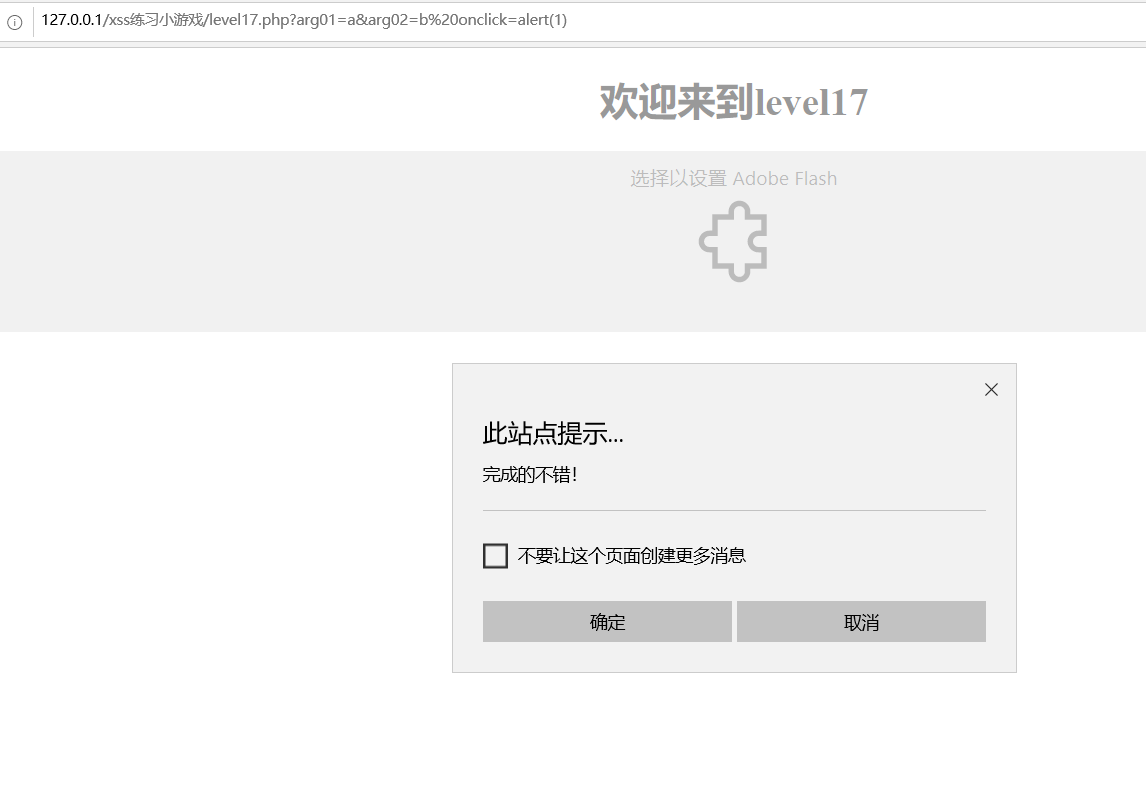 127.0.0.1/xss练习小游戏/level17.php?arg01=a&arg02=b%20onclick=alert(1)
欢迎来到level17
选择以设置 Adobe Flash
此站点提示...
完成的不错！
不要让这个页面创建更多消息
确定 取消